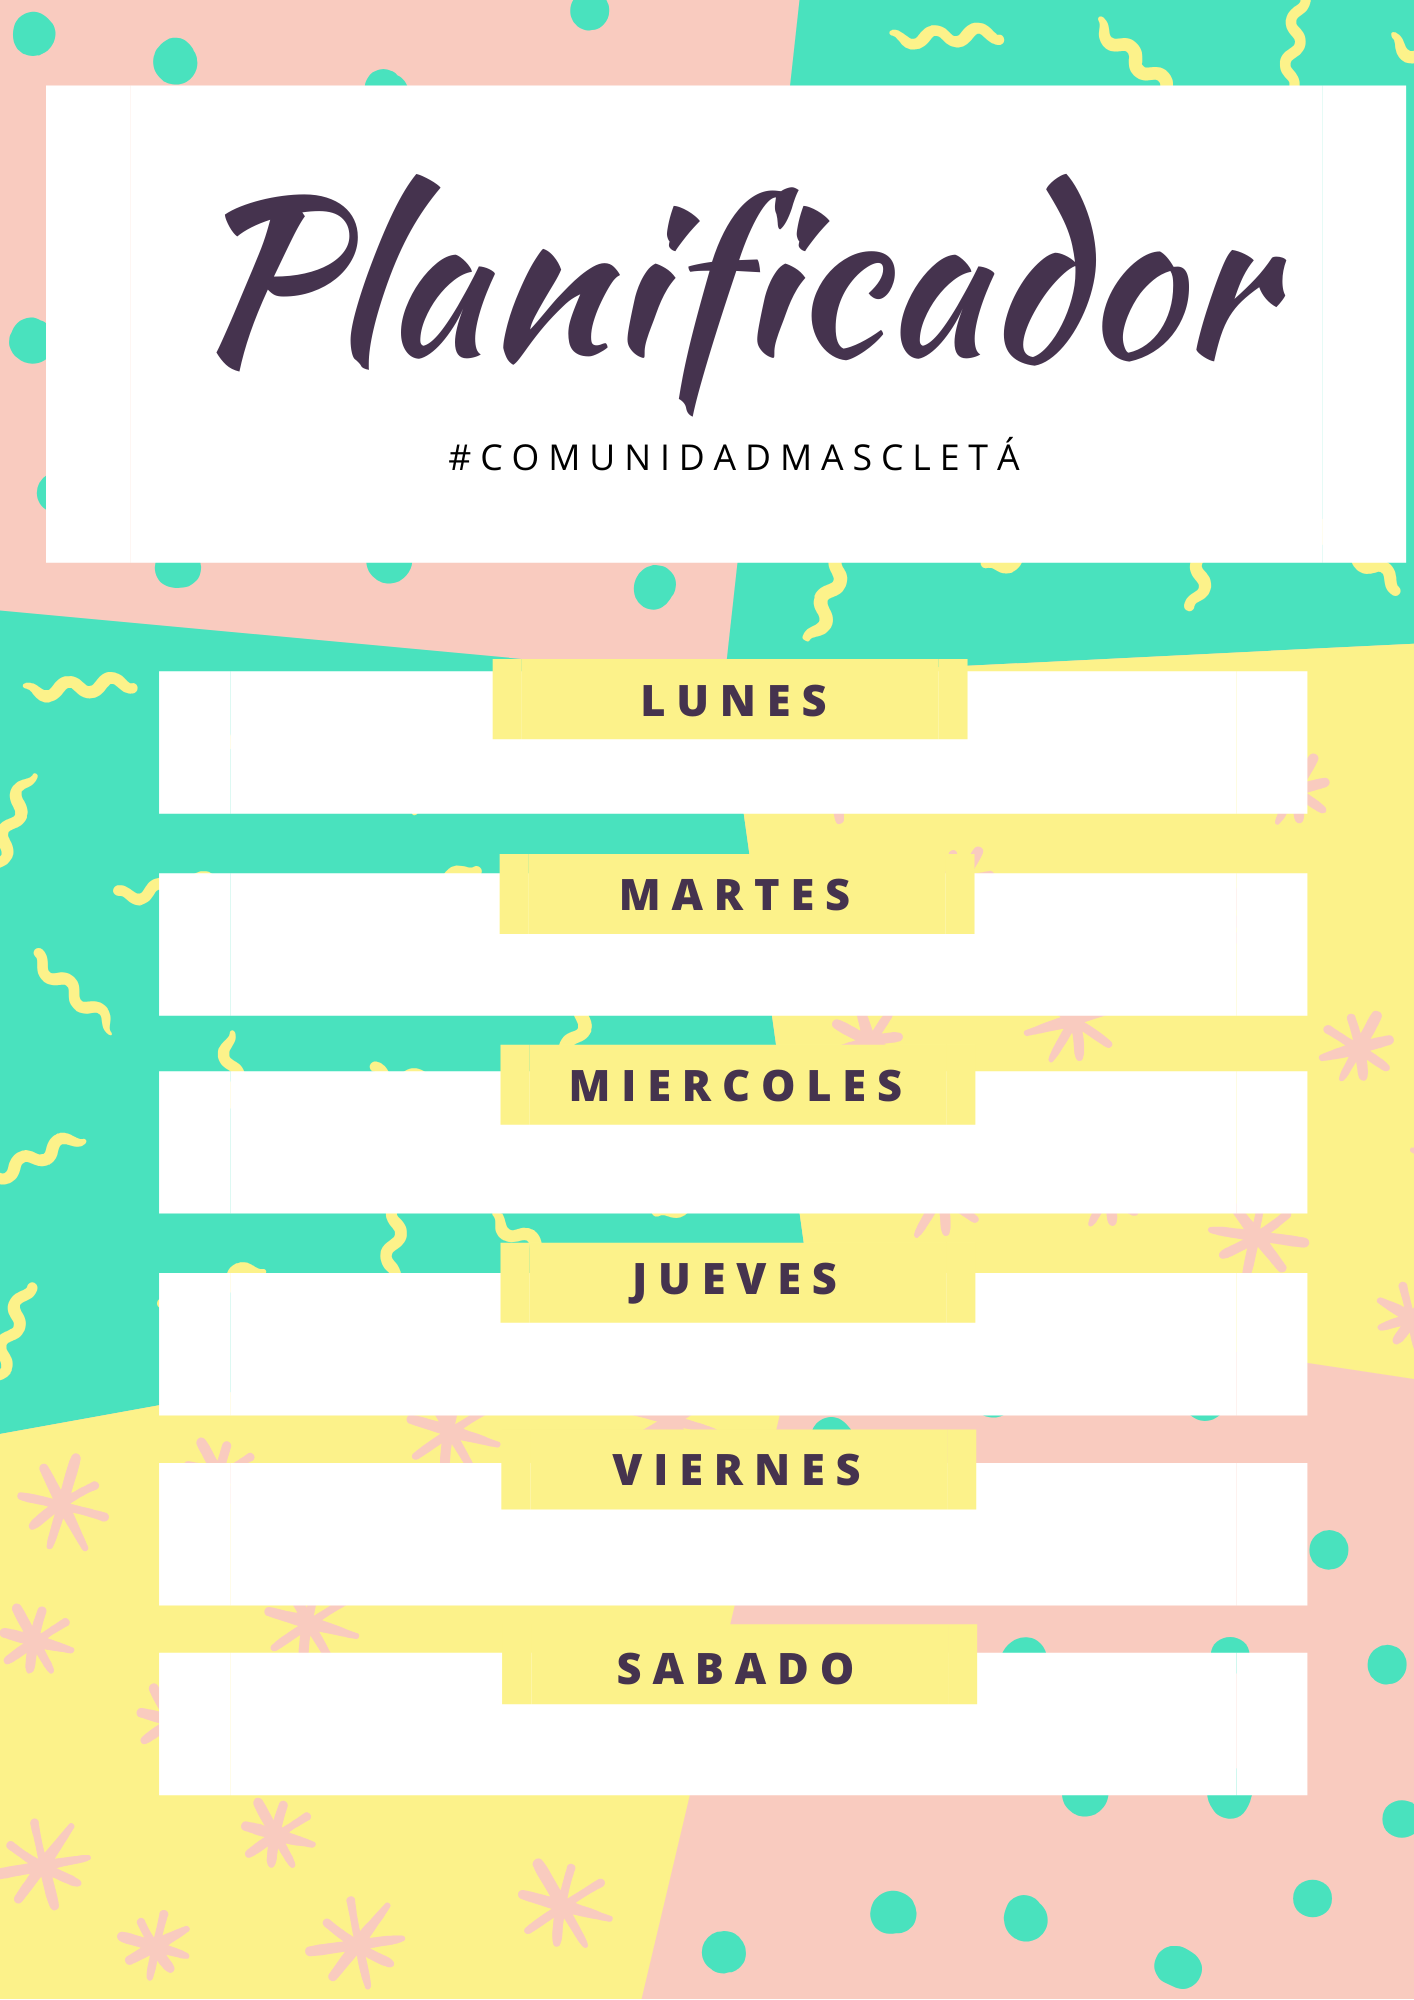 Planificador
#COMUNIDADMASCLETÁ
LUNES
MARTES
MIERCOLES
JUEVES
VIERNES
SABADO